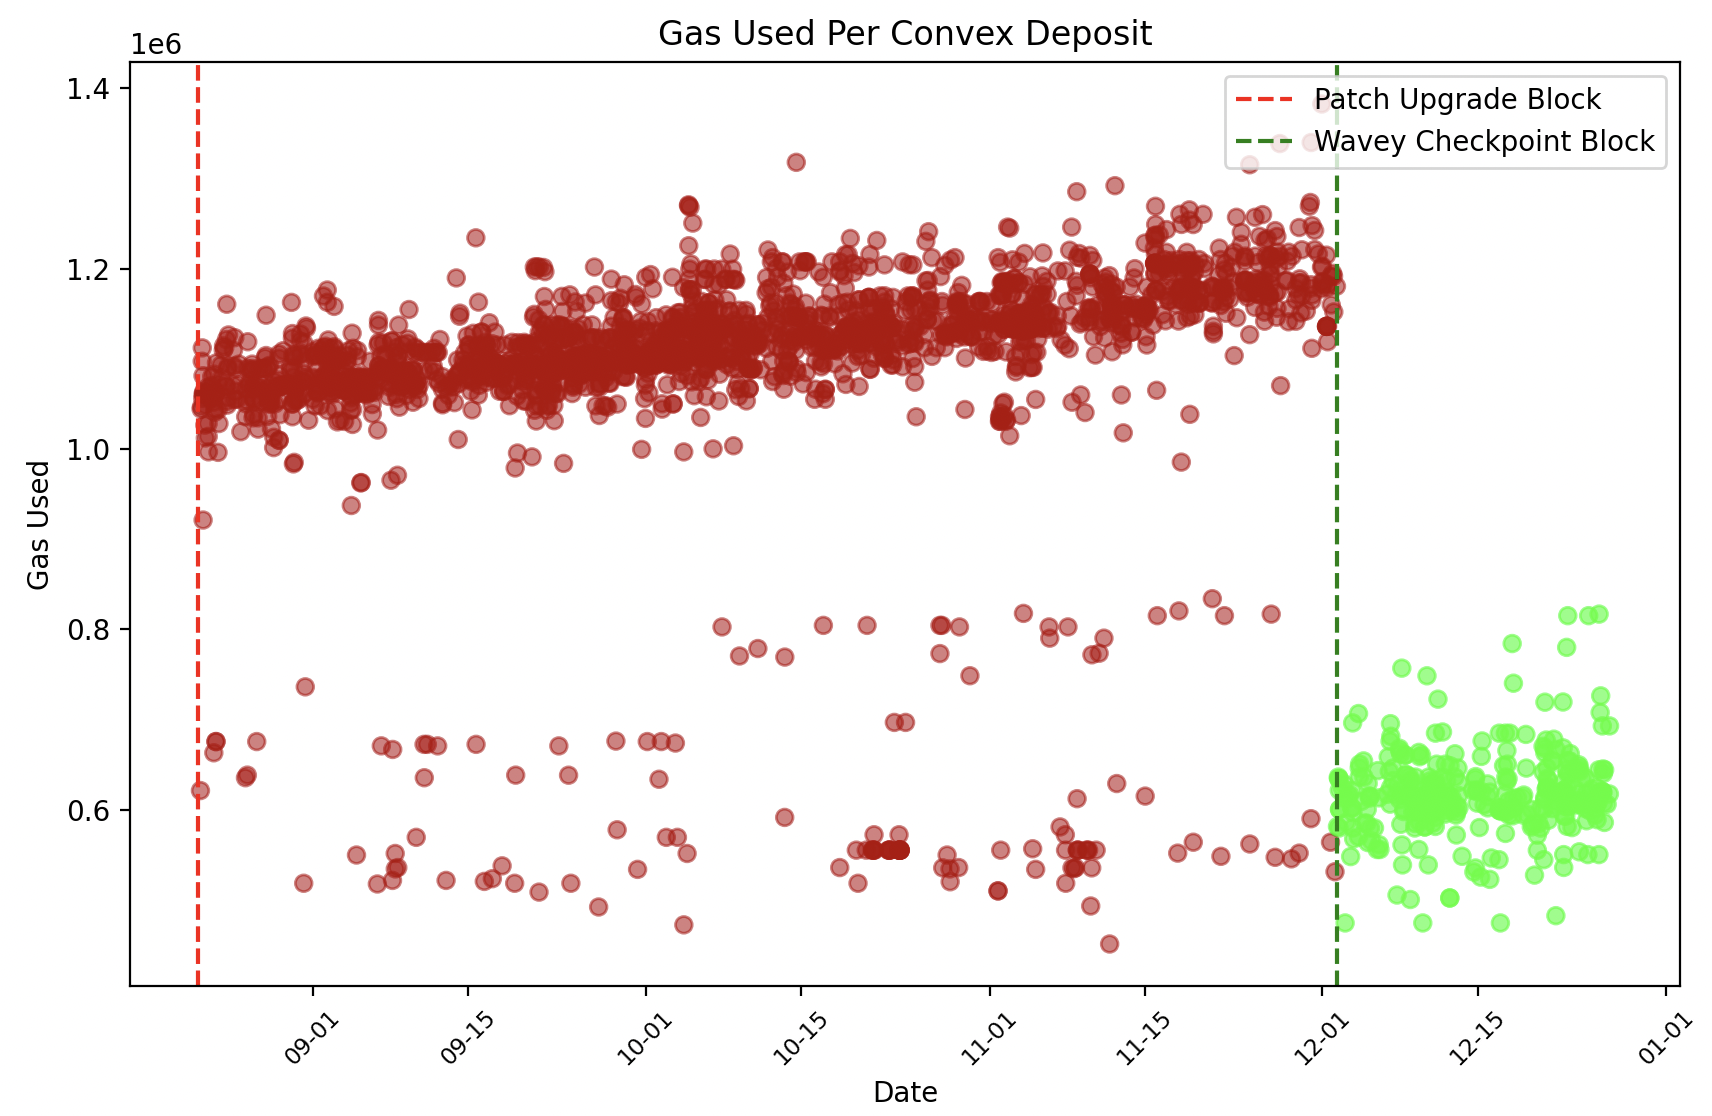 Gas Used Per Convex Deposit
1e6
Patch Upgrade Block
Wavey Checkpoint Block
1.4
1.2
1.0
0.8
0.6
Gas Used
09-01
09-15
10-01
10-15
11-01
11-15
12-01
12-15
01-01
Date